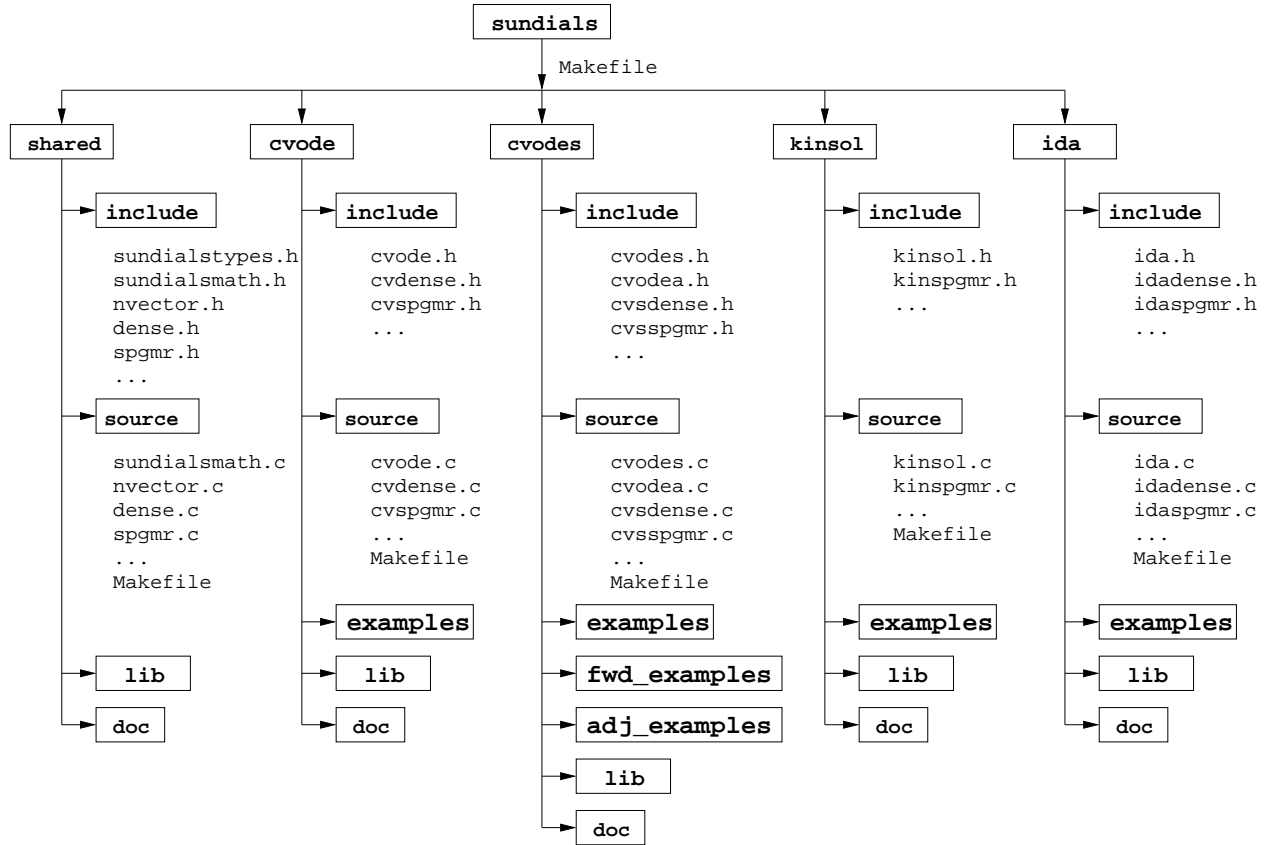 sundials
Makefile
shared
include
sundialstypes.h
sundialsmath.h
nvector.h
dense.h
spgmr.h
...
source
sundialsmath.c
nvector.c
dense.c
spgmr.c
...
Makefile
lib
doc
cvode
include
cvode.h
cvdense.h
cvspgmr.h
...
source
cvode.c
cvdense.c
cvspgmr.c
...
Makefile
examples
lib
doc
cvodes
include
cvodes.h
cvodea.h
cvsdense.h
cvsspgmr.h
...
source
cvodes.c
cvodea.c
cvsdense.c
cvsspgmr.c
...
Makefile
examples
fwd_examples
adj_examples
lib
doc
kinsol
include
kinsol.h
kinspgmr.h
...
source
kinsol.c
kinspgmr.c
...
Makefile
examples
lib
doc
ida
include
ida.h
idadense.h
idaspgmr.h
...
source
ida.c
idadense.c
idaspgmr.c
...
Makefile
examples
lib
doc